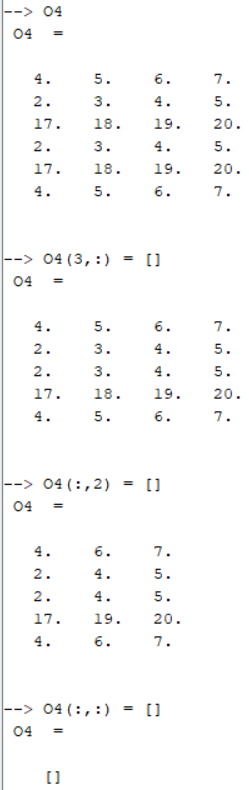 --> O4
O4  =

4.    5.    6.    7.
2.    3.    4.    5.
17.   18.   19.   20.
2.    3.    4.    5.
17.   18.   19.   20.
4.    5.    6.    7.

--> O4(3,:) = []
O4  =

4.    5.    6.    7.
2.    3.    4.    5.
2.    3.    4.    5.
17.   18.   19.   20.
4.    5.    6.    7.

--> O4(:,2) = []
O4  =

4.    6.    7.
2.    4.    5.
2.    4.    5.
17.   19.   20.
4.    6.    7.

--> O4(:,:) = []
O4  =

[]